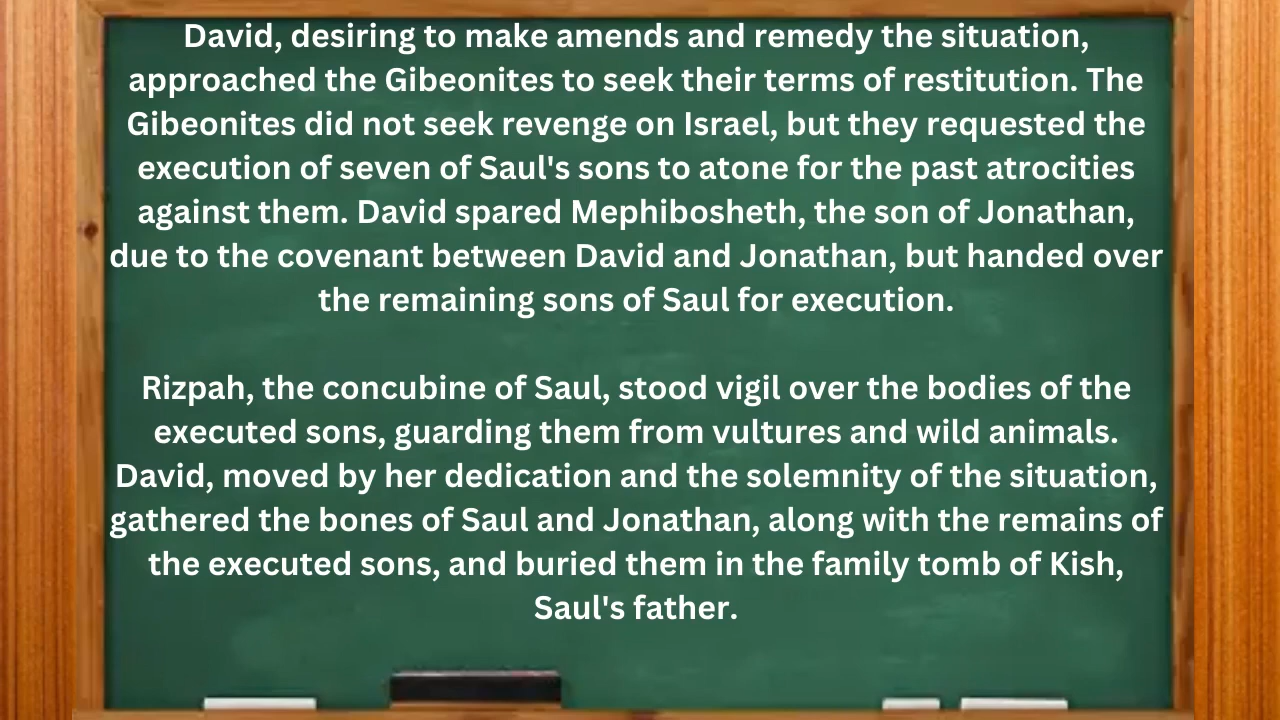 David, desiring to make amends and remedy the situation,
approached the Gibeonites to seek their terms of restitution. The
Gibeonites did not seek revenge on Israel, but they requested the
execution of seven of Saul's sons to atone for the past atrocities
against them. David spared Mephibosheth, the son of Jonathan,
due to the covenant between David and Jonathan, but handed over
the remaining sons of Saul for execution.
Rizpah, the concubine of Saul, stood vigil over the bodies of the
executed sons, guarding them from vultures and wild animals.
David, moved by her dedication and the solemnity of the situation,
gathered the bones of Saul and Jonathan, along with the remains of
the executed sons, and buried them in the family tomb of Kish,
Saul's father.